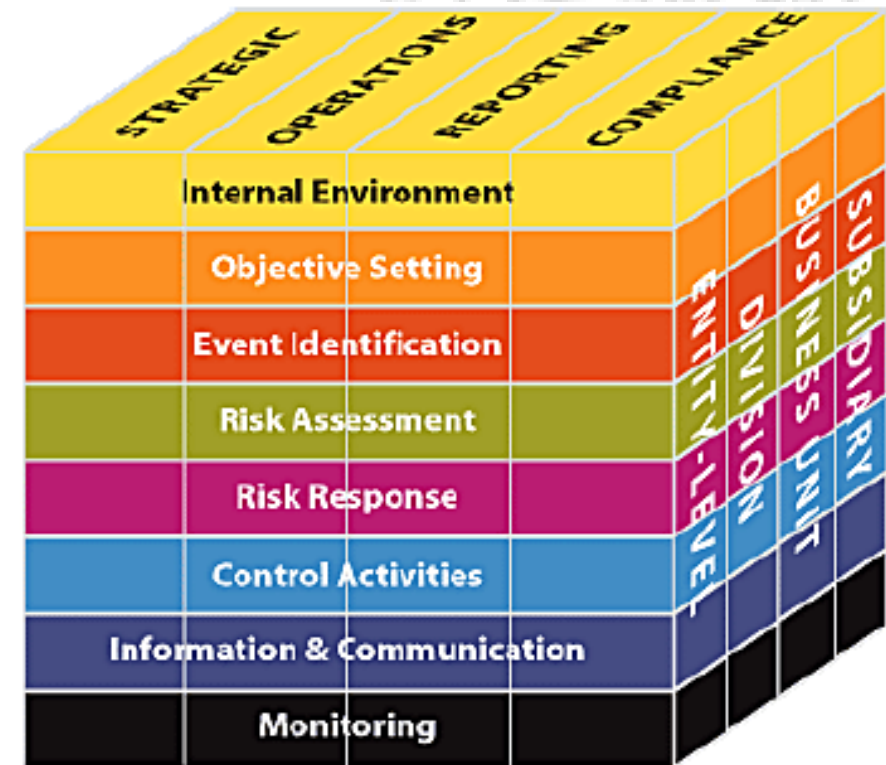 STRATEGIC
OPERATIONS
REPORTING
COMPLIANCE
Internal Environment
Objective Setting
Event Identification
Risk Assessment
Risk Response
Control Activities
Information & Communication
Monitoring
ENTITY-LEVEL
DIVISION
BUSINESS UNIT
SUBSIDIARY